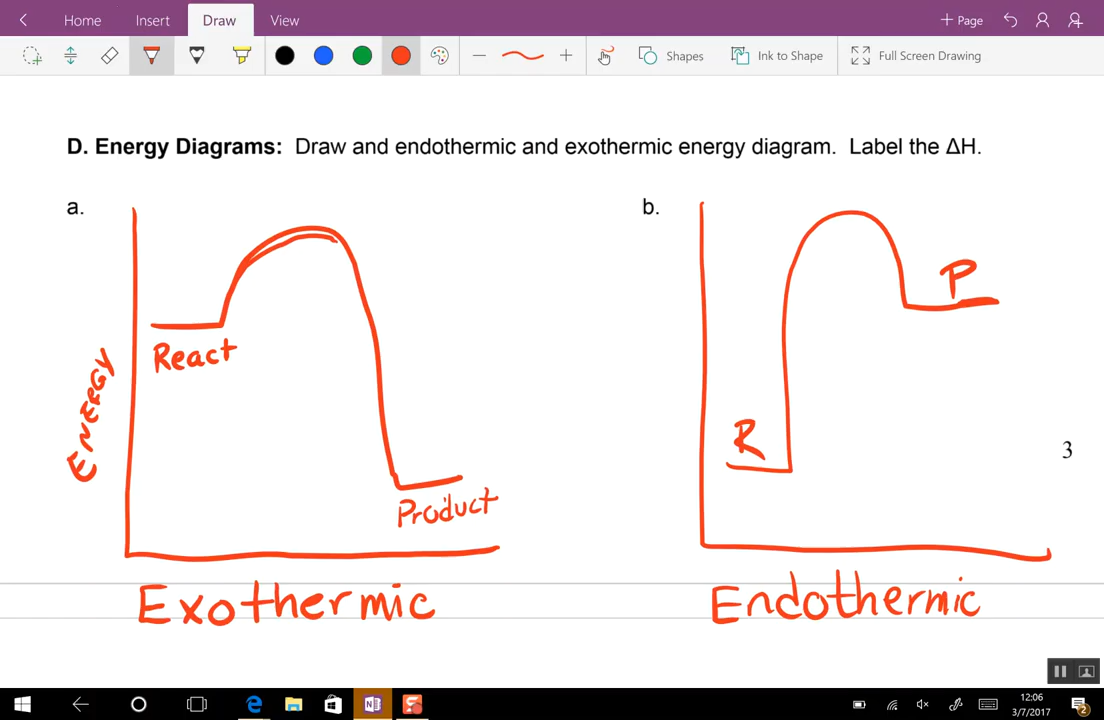 Home Insert Draw View + Page
Shapes Ink to Shape Full Screen Drawing
D. Energy Diagrams: Draw and endothermic and exothermic energy diagram. Label the ΔH.
a.
ENERGY
React
Product
Exothermic
b.
R
P
Endothermic
3
12:06
3/7/2017
2